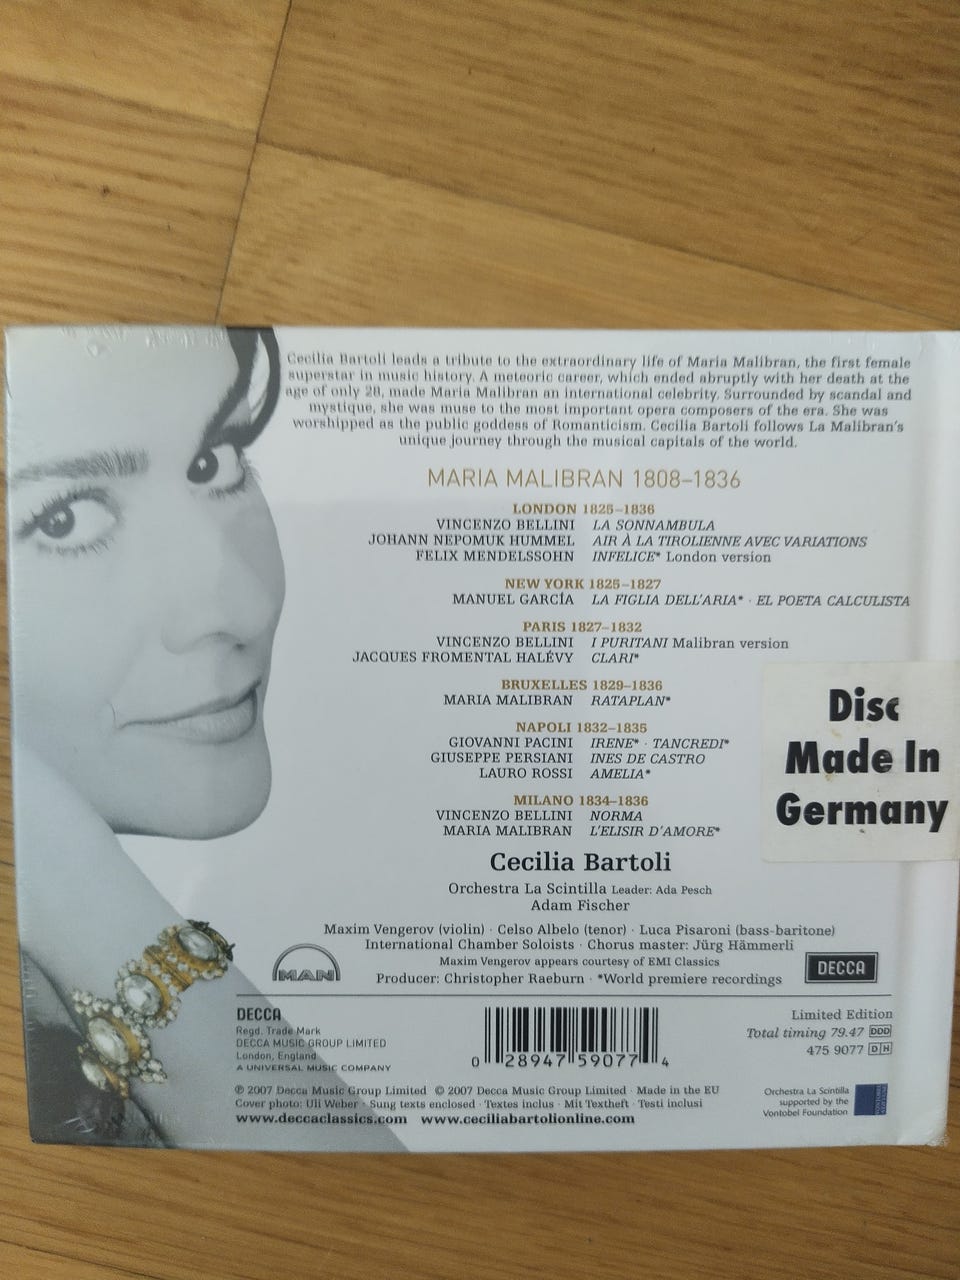 Cecilia Bartoli leads a tribute to the extraordinary life of Maria Malibran, the first female
superstar in music history. A meteoric career, which ended abruptly with her death at the
age of only 28, made Maria Malibran an international celebrity. Surrounded by scandal and
mystique, she was muse to the most important opera composers of the era. She was
worshipped as the public goddess of Romanticism. Cecilia Bartoli follows La Malibran's
unique journey through the musical capitals of the world.
MARIA MALIBRAN 1808–1836
LONDON 1825–1836
VINCENZO BELLINI LA SONNAMBULA
JOHANN NEPOMUK HUMMEL AIR À LA TIROLIENNE AVEC VARIATIONS
FELIX MENDELSSOHN INFELICE* London version
NEW YORK 1825–1827
MANUEL GARCÍA LA FIGLIA DELL'ARIA* · EL POETA CALCULISTA
PARIS 1827–1832
VINCENZO BELLINI I PURITANI Malibran version
JACQUES FROMENTAL HALÉVY CLARI*
BRUXELLES 1829–1836
MARIA MALIBRAN RATAPLAN*
NAPOLI 1832–1835
GIOVANNI PACINI IRENE* · TANCREDI*
GIUSEPPE PERSIANI INES DE CASTRO
LAURO ROSSI AMELIA*
MILANO 1834–1836
VINCENZO BELLINI NORMA
MARIA MALIBRAN L'ELISIR D'AMORE*
Disc
Made In
Germany
Cecilia Bartoli
Orchestra La Scintilla Leader: Ada Pesch
Adam Fischer
Maxim Vengerov (violin) · Celso Albelo (tenor) · Luca Pisaroni (bass-baritone)
International Chamber Soloists · Chorus master: Jürg Hämmerli
Maxim Vengerov appears courtesy of EMI Classics
Producer: Christopher Raeburn · *World premiere recordings
MAN
DECCA
DECCA
Regd. Trade Mark
DECCA MUSIC GROUP LIMITED
London, England
A UNIVERSAL MUSIC COMPANY
0 28947 59077 4
Limited Edition
Total timing 79.47 DDD
475 9077 DH
℗ 2007 Decca Music Group Limited © 2007 Decca Music Group Limited · Made in the EU
Cover photo: Uli Weber · Sung texts enclosed · Textes inclus · Mit Textheft · Testi inclusi
www.deccaclassics.com www.ceciliabartolionline.com
Orchestra La Scintilla
supported by the
Vontobel Foundation